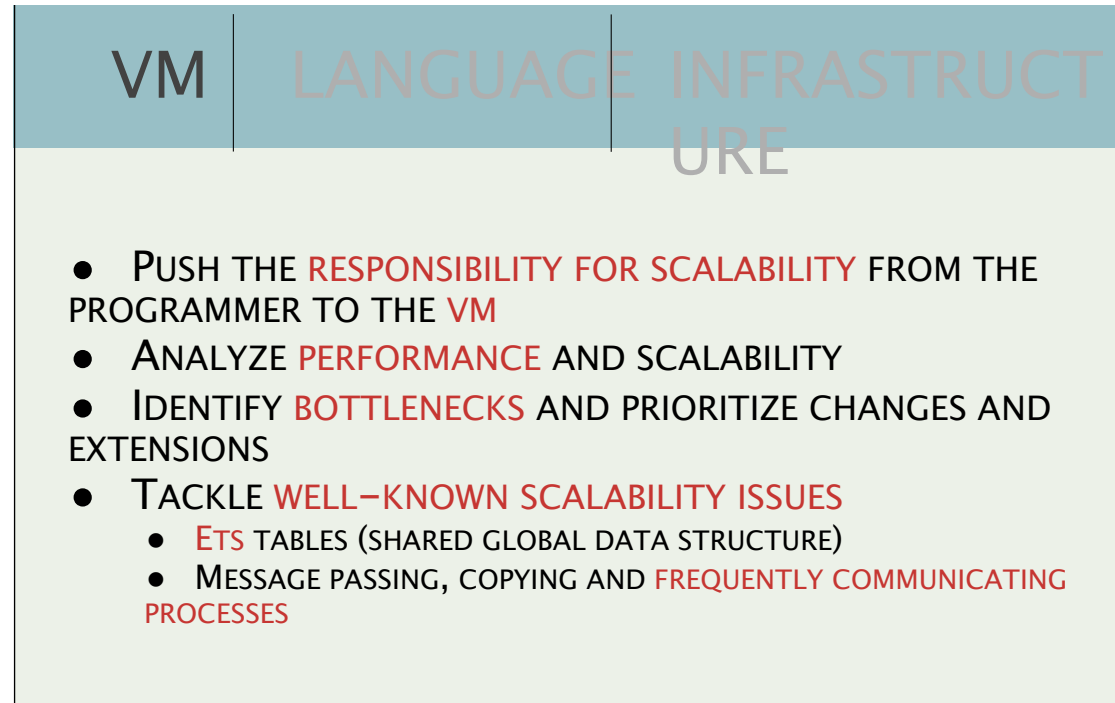 VM LANGUAGE INFRASTRUCT
URE
● PUSH THE RESPONSIBILITY FOR SCALABILITY FROM THE
PROGRAMMER TO THE VM
● ANALYZE PERFORMANCE AND SCALABILITY
● IDENTIFY BOTTLENECKS AND PRIORITIZE CHANGES AND
EXTENSIONS
● TACKLE WELL-KNOWN SCALABILITY ISSUES
● ETS TABLES (SHARED GLOBAL DATA STRUCTURE)
● MESSAGE PASSING, COPYING AND FREQUENTLY COMMUNICATING
PROCESSES